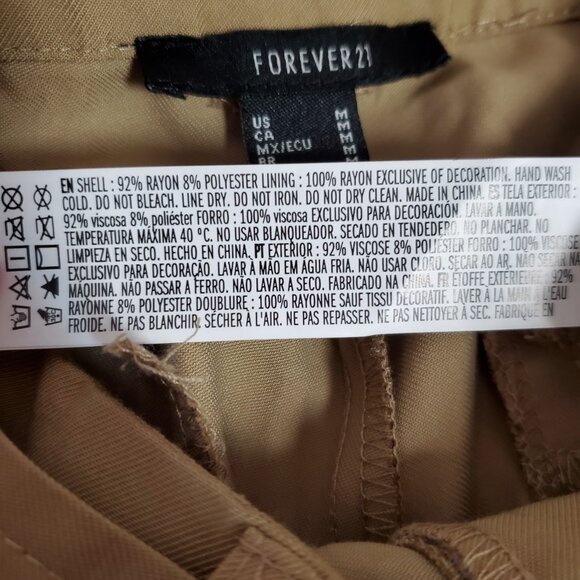 FOREVER 21
US M
CA M
MX/ECU M
BR M
EN SHELL : 92% RAYON 8% POLYESTER LINING : 100% RAYON EXCLUSIVE OF DECORATION. HAND WASH
COLD. DO NOT BLEACH. LINE DRY. DO NOT IRON. DO NOT DRY CLEAN. MADE IN CHINA. ES TELA EXTERIOR :
92% viscosa 8% poliéster FORRO : 100% viscosa EXCLUSIVO PARA DECORACIÓN. LAVAR A MANO.
TEMPERATURA MÁXIMA 40 °C. NO USAR BLANQUEADOR. SECADO EN TENDEDERO. NO PLANCHAR. NO
LIMPIEZA EN SECO. HECHO EN CHINA. PT EXTERIOR : 92% VISCOSE 8% POLYESTER FORRO : 100% VISCOSE
EXCLUSIVO PARA DECORAÇÃO. LAVAR À MÃO EM ÁGUA FRIA. NÃO USAR CLORO. SECAR AO AR. NÃO SECAR NA
MÁQUINA. NÃO PASSAR A FERRO. NÃO LAVAR A SECO. FABRICADO NA CHINA. FR ÉTOFFE EXTÉRIEURE : 92%
RAYONNE 8% POLYESTER DOUBLURE : 100% RAYONNE SAUF TISSU DÉCORATIF. LAVER À LA MAIN À L'EAU
FROIDE. NE PAS BLANCHIR. SÉCHER À L'AIR. NE PAS REPASSER. NE PAS NETTOYER À SEC. FABRIQUÉ EN